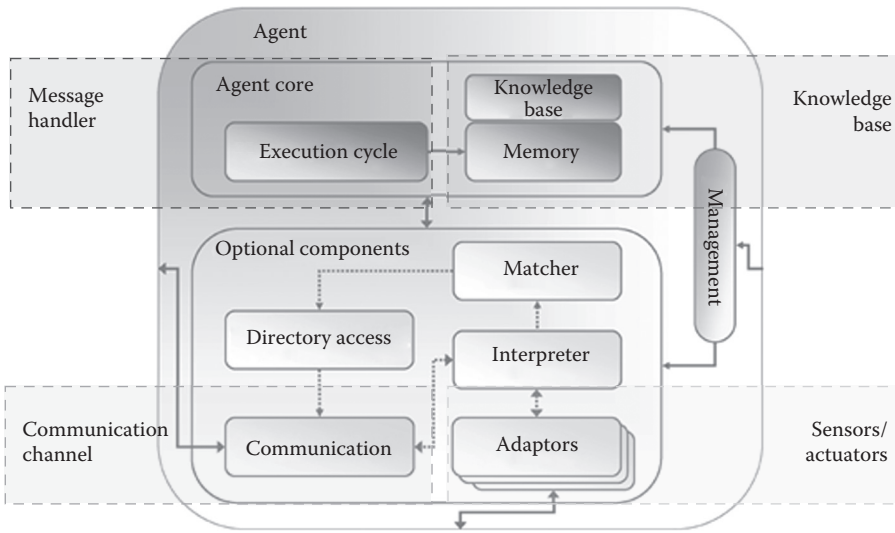 Agent
Message
handler
Agent core
Knowledge
base
Knowledge
base
Execution cycle
Memory
Management
Optional components
Matcher
Directory access
Interpreter
Communication
channel
Communication
Adaptors
Sensors/
actuators